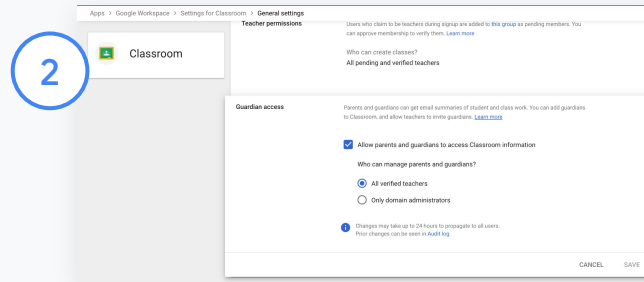 Apps > Google Workspace > Settings for Classroom > General settings
2
Classroom
Teacher permissions
Users who claim to be teachers during signup are added to this group as pending members. You
can approve membership to verify them. Learn more
Who can create classes?
All pending and verified teachers
Guardian access
Parents and guardians can get email summaries of student and class work. You can add guardians
to Classroom, and allow teachers to invite guardians. Learn more
Allow parents and guardians to access Classroom information
Who can manage parents and guardians?
All verified teachers
Only domain administrators
Changes may take up to 24 hours to propagate to all users.
Prior changes can be seen in Audit log
CANCEL SAVE